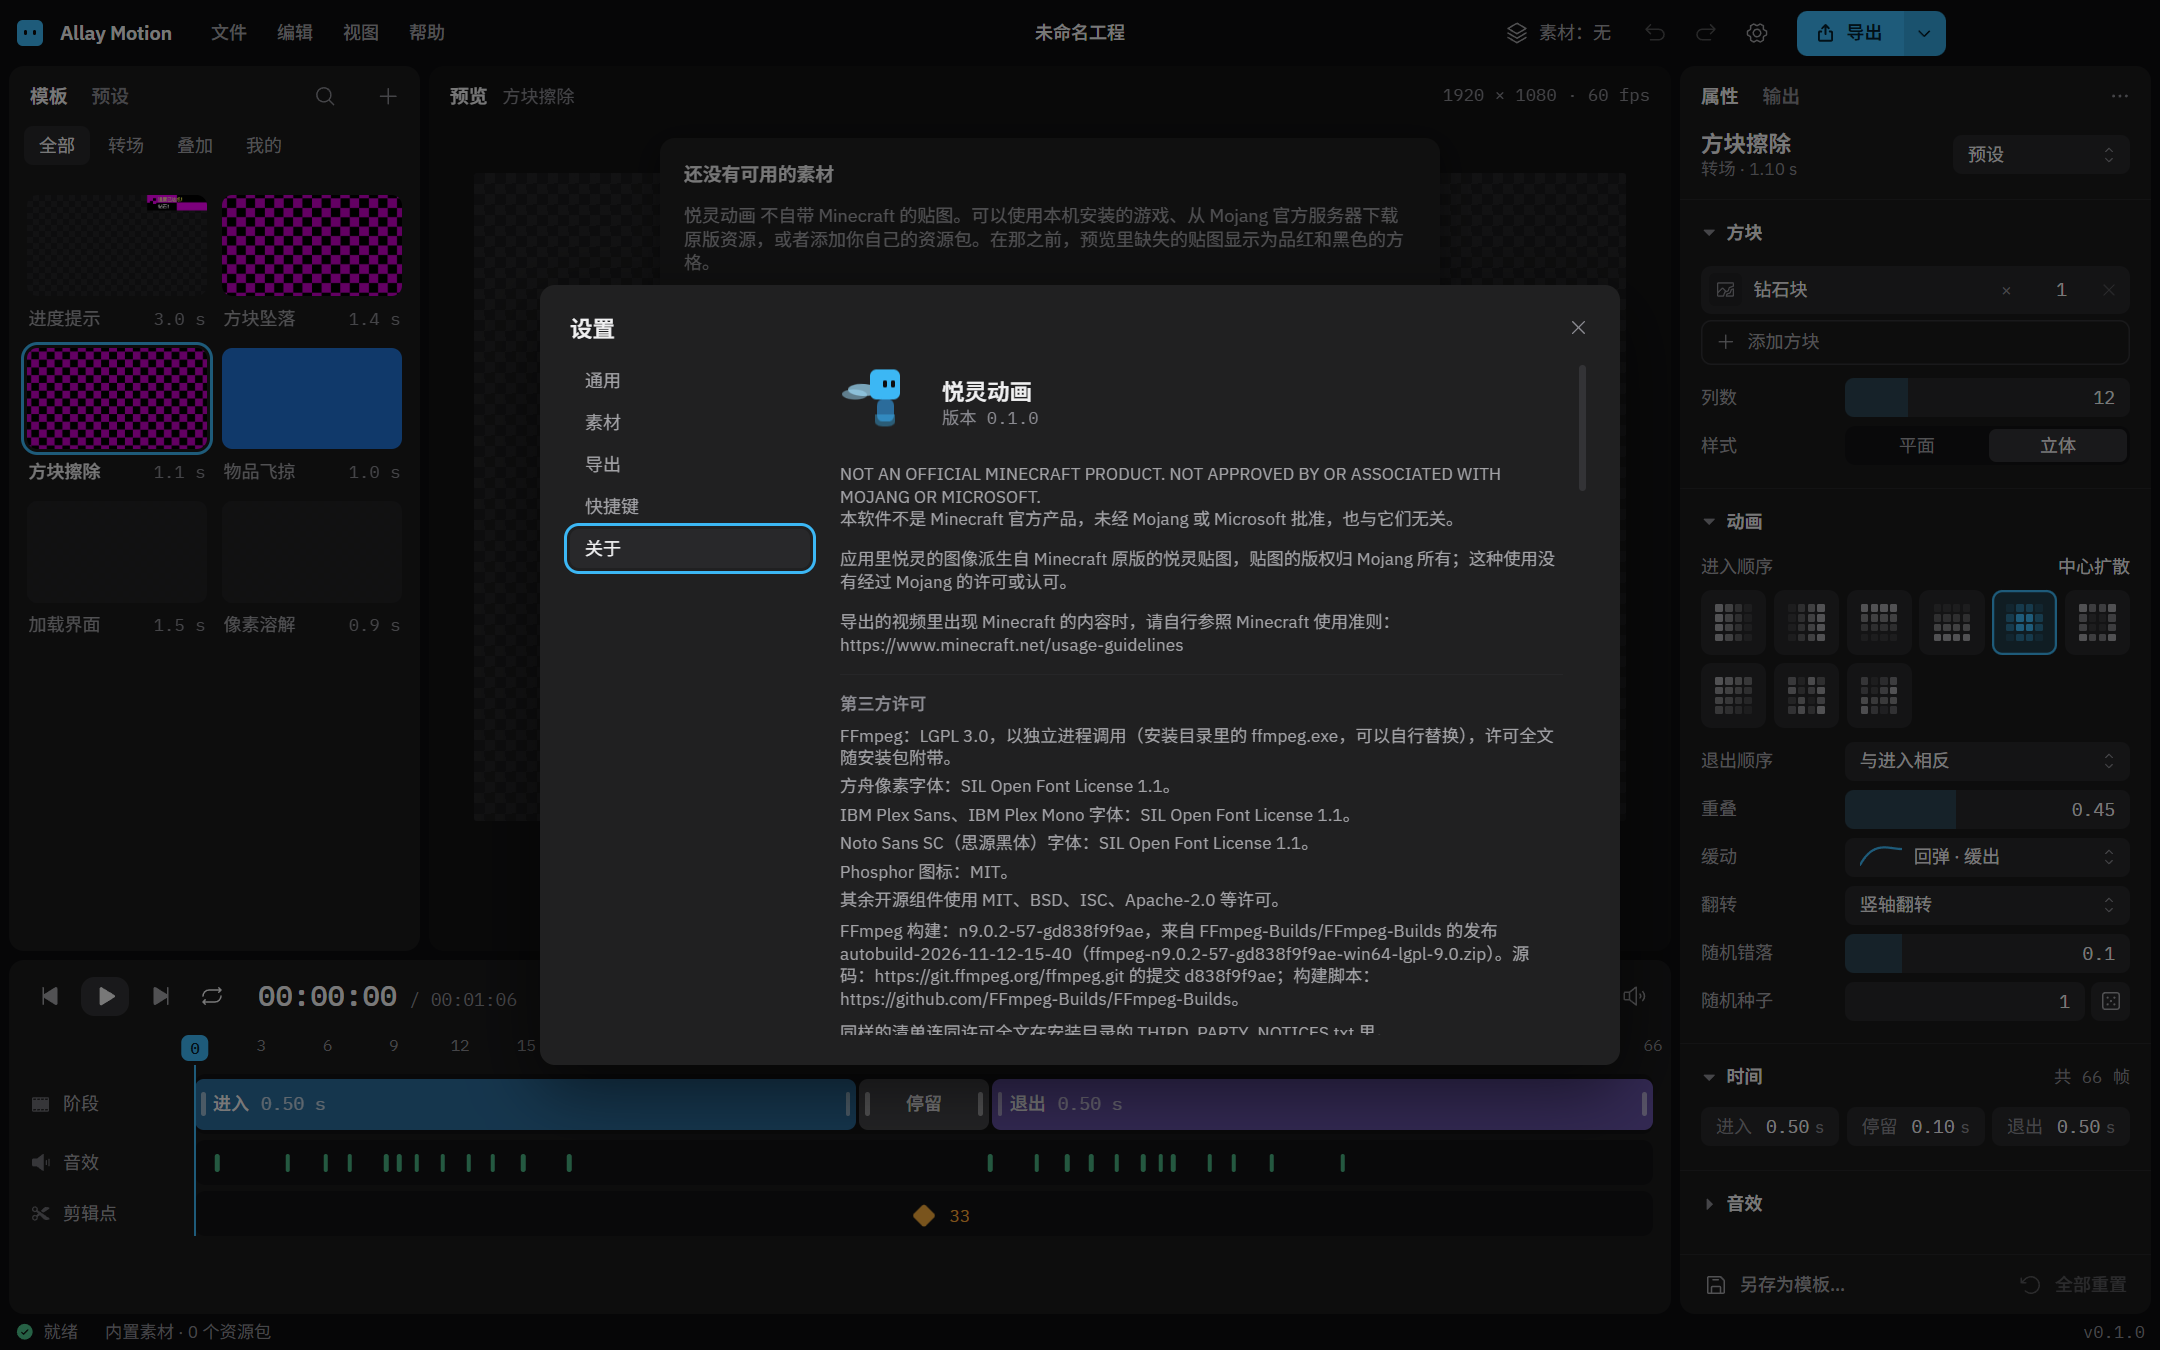 Allay Motion 文件 编辑 视图 帮助 未命名工程 素材：无 导出
模板 预设
全部 转场 叠加 我的
进度提示 3.0 s 方块坠落 1.4 s
方块擦除 1.1 s 物品飞掠 1.0 s
加载界面 1.5 s 像素溶解 0.9 s
预览 方块擦除 1920 × 1080 · 60 fps
还没有可用的素材
悦灵动画 不自带 Minecraft 的贴图。可以使用本机安装的游戏、从 Mojang 官方服务器下载
原版资源，或者添加你自己的资源包。在那之前，预览里缺失的贴图显示为品红和黑色的方
格。
设置
通用
素材
导出
快捷键
关于
悦灵动画
版本 0.1.0
NOT AN OFFICIAL MINECRAFT PRODUCT. NOT APPROVED BY OR ASSOCIATED WITH
MOJANG OR MICROSOFT.
本软件不是 Minecraft 官方产品，未经 Mojang 或 Microsoft 批准，也与它们无关。
应用里悦灵的图像派生自 Minecraft 原版的悦灵贴图，贴图的版权归 Mojang 所有；这种使用没
有经过 Mojang 的许可或认可。
导出的视频里出现 Minecraft 的内容时，请自行参照 Minecraft 使用准则：
https://www.minecraft.net/usage-guidelines
第三方许可
FFmpeg：LGPL 3.0，以独立进程调用（安装目录里的 ffmpeg.exe，可以自行替换），许可全文
随安装包附带。
方舟像素字体：SIL Open Font License 1.1。
IBM Plex Sans、IBM Plex Mono 字体：SIL Open Font License 1.1。
Noto Sans SC（思源黑体）字体：SIL Open Font License 1.1。
Phosphor 图标：MIT。
其余开源组件使用 MIT、BSD、ISC、Apache-2.0 等许可。
FFmpeg 构建：n9.0.2-57-gd838f9f9ae，来自 FFmpeg-Builds/FFmpeg-Builds 的发布
autobuild-2026-11-12-15-40（ffmpeg-n9.0.2-57-gd838f9f9ae-win64-lgpl-9.0.zip）。源
码：https://git.ffmpeg.org/ffmpeg.git 的提交 d838f9f9ae；构建脚本：
https://github.com/FFmpeg-Builds/FFmpeg-Builds。
同样的清单连同许可全文在安装目录的 THIRD_PARTY_NOTICES.txt 里。
属性 输出
方块擦除 预设
转场 · 1.10 s
方块
钻石块 × 1
添加方块
列数 12
样式 平面 立体
动画
进入顺序 中心扩散
退出顺序 与进入相反
重叠 0.45
缓动 回弹 · 缓出
翻转 竖轴翻转
随机错落 0.1
随机种子 1
时间 共 66 帧
进入 0.50 s 停留 0.10 s 退出 0.50 s
音效
另存为模板... 全部重置
00:00:00 / 00:01:06
0 3 6 9 12 15 66
阶段 进入 0.50 s 停留 退出 0.50 s
音效
剪辑点 33
就绪 内置素材 · 0 个资源包 v0.1.0